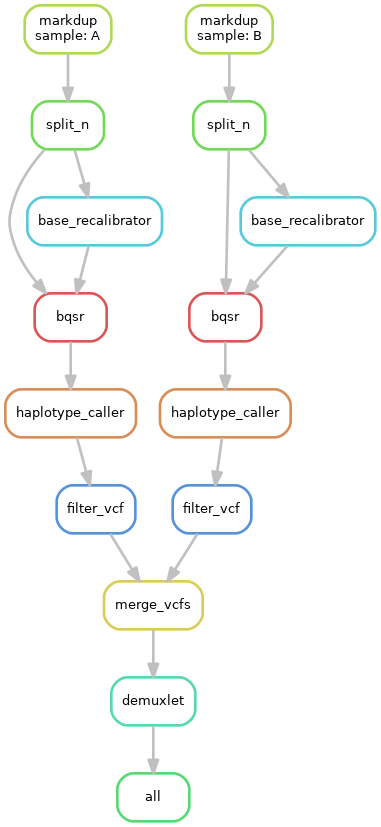 markdup
sample: A
markdup
sample: B
split_n
split_n
base_recalibrator
base_recalibrator
bqsr
bqsr
haplotype_caller
haplotype_caller
filter_vcf
filter_vcf
merge_vcfs
demuxlet
all